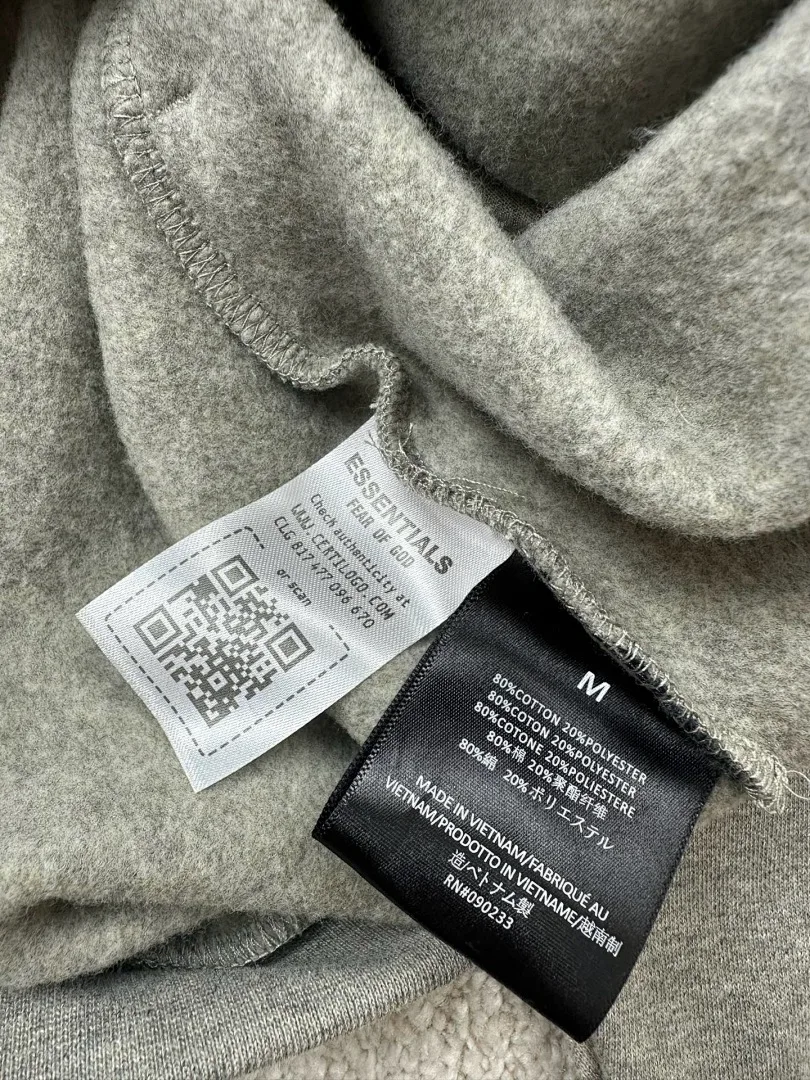 ESSENTIALS
FEAR OF GOD
Check authenticity at
WWW.CERTILOGO.COM
CLG 617 477 096 670
or scan
M
80%COTTON 20%POLYESTER
80%COTON 20%POLYESTER
80%COTONE 20%POLIESTERE
80%棉 20%聚酯纤维
80%綿 20%ポリエステル
MADE IN VIETNAM/FABRIQUÉ AU
VIETNAM/PRODOTTO IN VIETNAME/越南制
造/ベトナム製
RN#090233